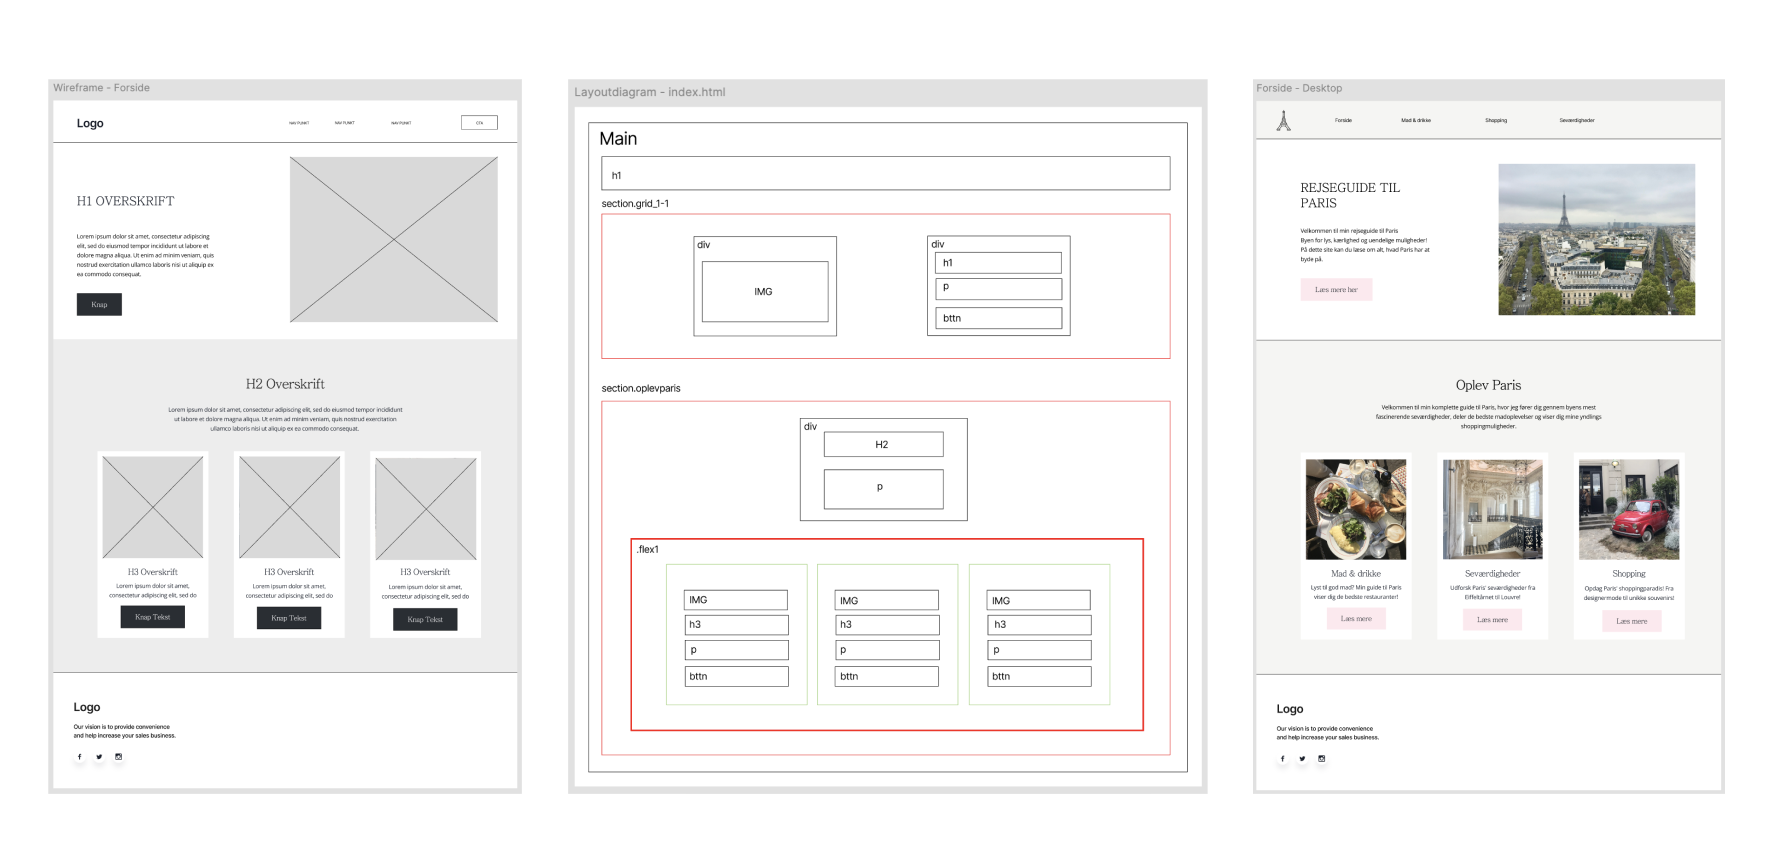 Wireframe - Forside
Logo
NAV PUNKT
NAV PUNKT
NAV PUNKT
CTA
H1 OVERSKRIFT
Lorem ipsum dolor sit amet, consectetur adipiscing
elit, sed do eiusmod tempor incididunt ut labore et
dolore magna aliqua. Ut enim ad minim veniam, quis
nostrud exercitation ullamco laboris nisi ut aliquip ex
ea commodo consequat.
Knap
H2 Overskrift
Lorem ipsum dolor sit amet, consectetur adipiscing elit, sed do eiusmod tempor incididunt
ut labore et dolore magna aliqua. Ut enim ad minim veniam, quis nostrud exercitation
ullamco laboris nisi ut aliquip ex ea commodo consequat.
H3 Overskrift
Lorem ipsum dolor sit amet,
consectetur adipiscing elit, sed do
Knap Tekst
H3 Overskrift
Lorem ipsum dolor sit amet,
consectetur adipiscing elit, sed do
Knap Tekst
H3 Overskrift
Lorem ipsum dolor sit amet,
consectetur adipiscing elit, sed do
Knap Tekst
Logo
Our vision is to provide convenience
and help increase your sales business.
Layoutdiagram - index.html
Main
h1
section.grid_1-1
div
IMG
div
h1
p
bttn
section.oplevparis
div
H2
p
.flex1
IMG
h3
p
bttn
IMG
h3
p
bttn
IMG
h3
p
bttn
Forside - Desktop
Forside
Mad & drikke
Shopping
Seværdigheder
REJSEGUIDE TIL
PARIS
Velkommen til min rejseguide til Paris
Byen for lys, kærlighed og uendelige muligheder!
På dette site kan du læse om alt, hvad Paris har at
byde på.
Læs mere her
Oplev Paris
Velkommen til min komplette guide til Paris, hvor jeg fører dig gennem byens mest
fascinerende seværdigheder, deler de bedste madoplevelser og viser dig mine yndlings
shoppingmuligheder.
Mad & drikke
Lyst til god mad? Min guide til Paris
viser dig de bedste restauranter!
Læs mere
Seværdigheder
Udforsk Paris' seværdigheder fra
Eiffeltårnet til Louvre!
Læs mere
Shopping
Opdag Paris' shoppingparadis! Fra
designermode til unikke souvenirs!
Læs mere
Logo
Our vision is to provide convenience
and help increase your sales business.